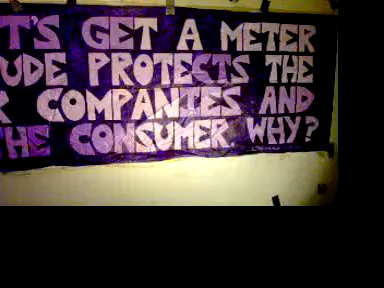 T'S GET A METER
UDE PROTECTS THE
R COMPANIES AND
HE CONSUMER. WHY?